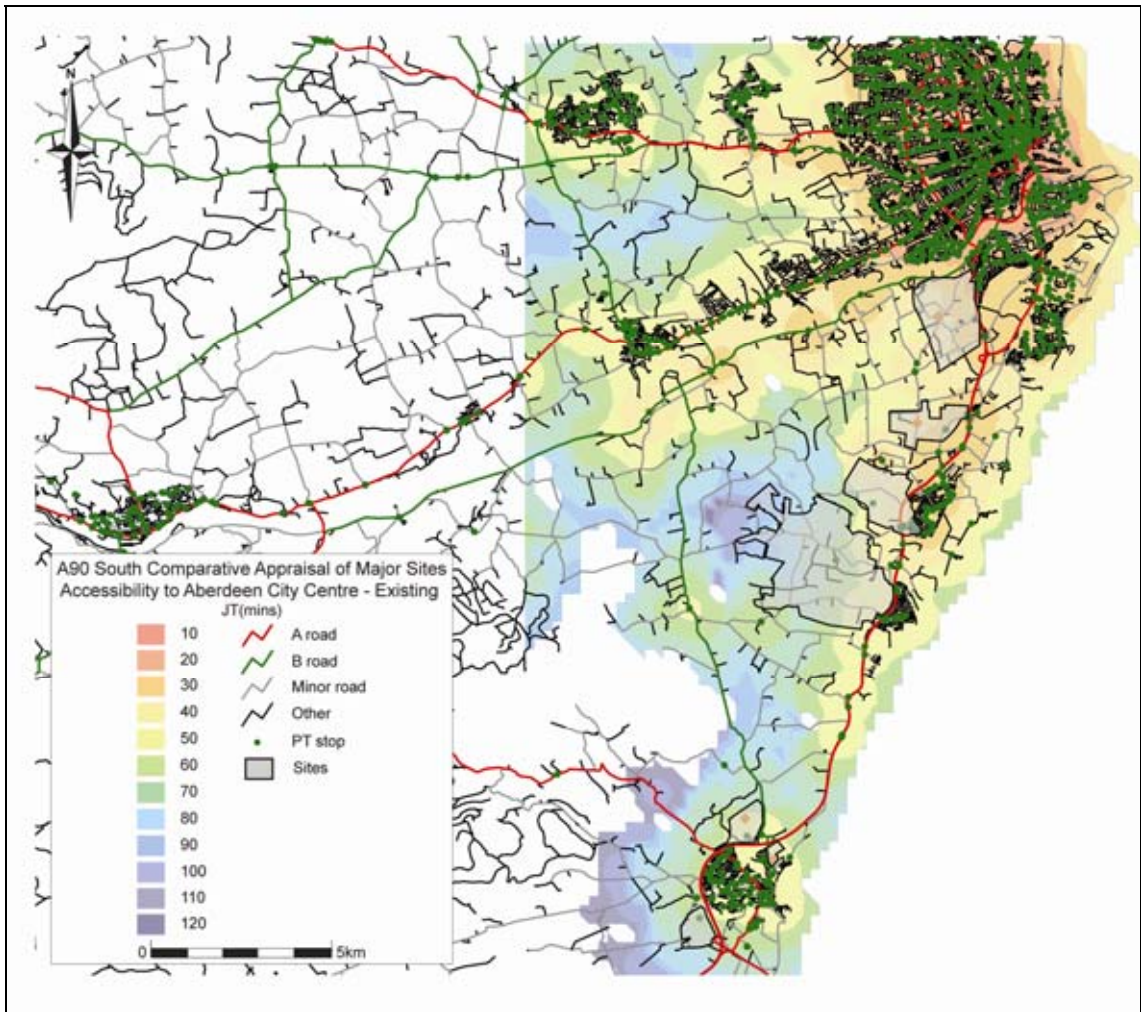 N
A90 South Comparative Appraisal of Major Sites
Accessibility to Aberdeen City Centre - Existing
JT(mins)
10
20
30
40
50
60
70
80
90
100
110
120
A road
B road
Minor road
Other
PT stop
Sites
0 5km